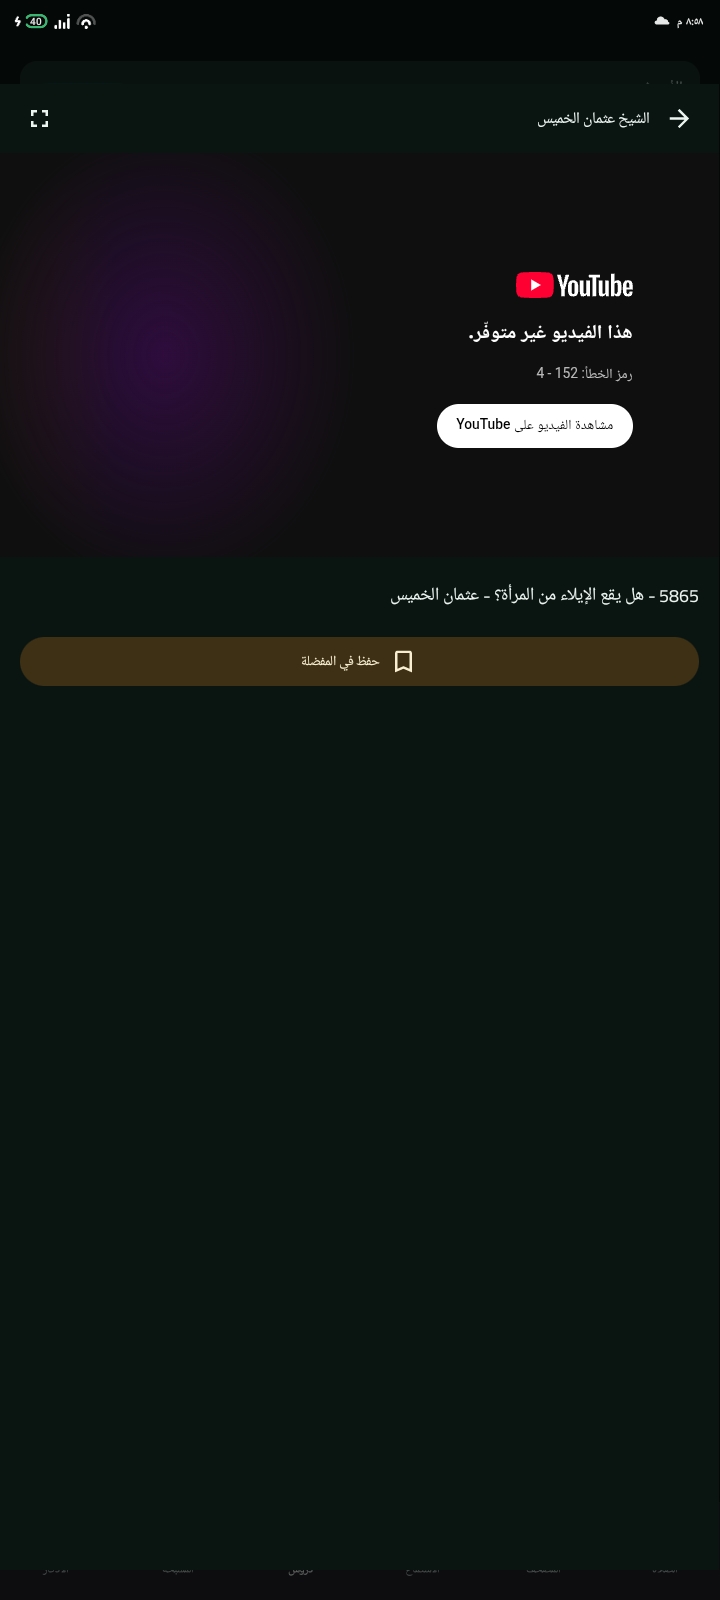 ٨:٥٨ م
40
الشيخ عثمان الخميس
YouTube
هذا الفيديو غير متوفّر.
رمز الخطأ: 152 - 4
مشاهدة الفيديو على YouTube
5865 - هل يقع الإيلاء من المرأة؟ - عثمان الخميس
حفظ في المفضلة